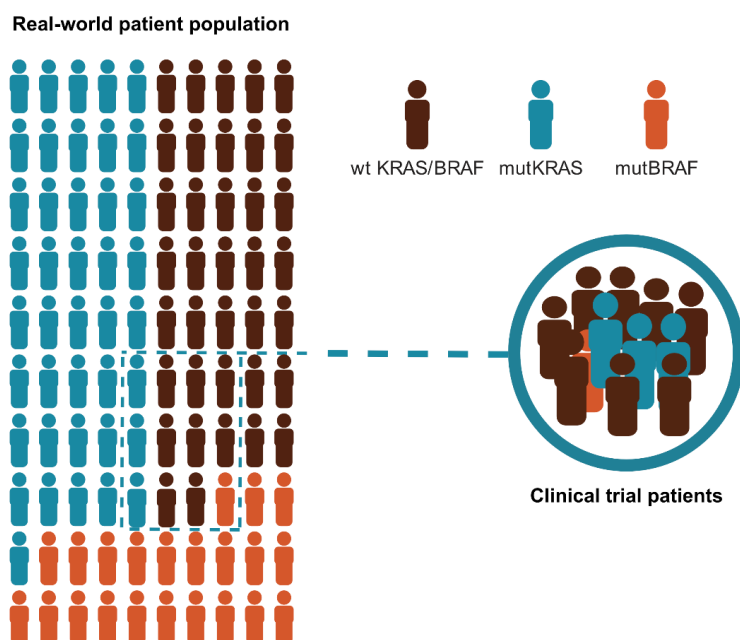 Real-world patient population
wt KRAS/BRAF
mutKRAS
mutBRAF
Clinical trial patients